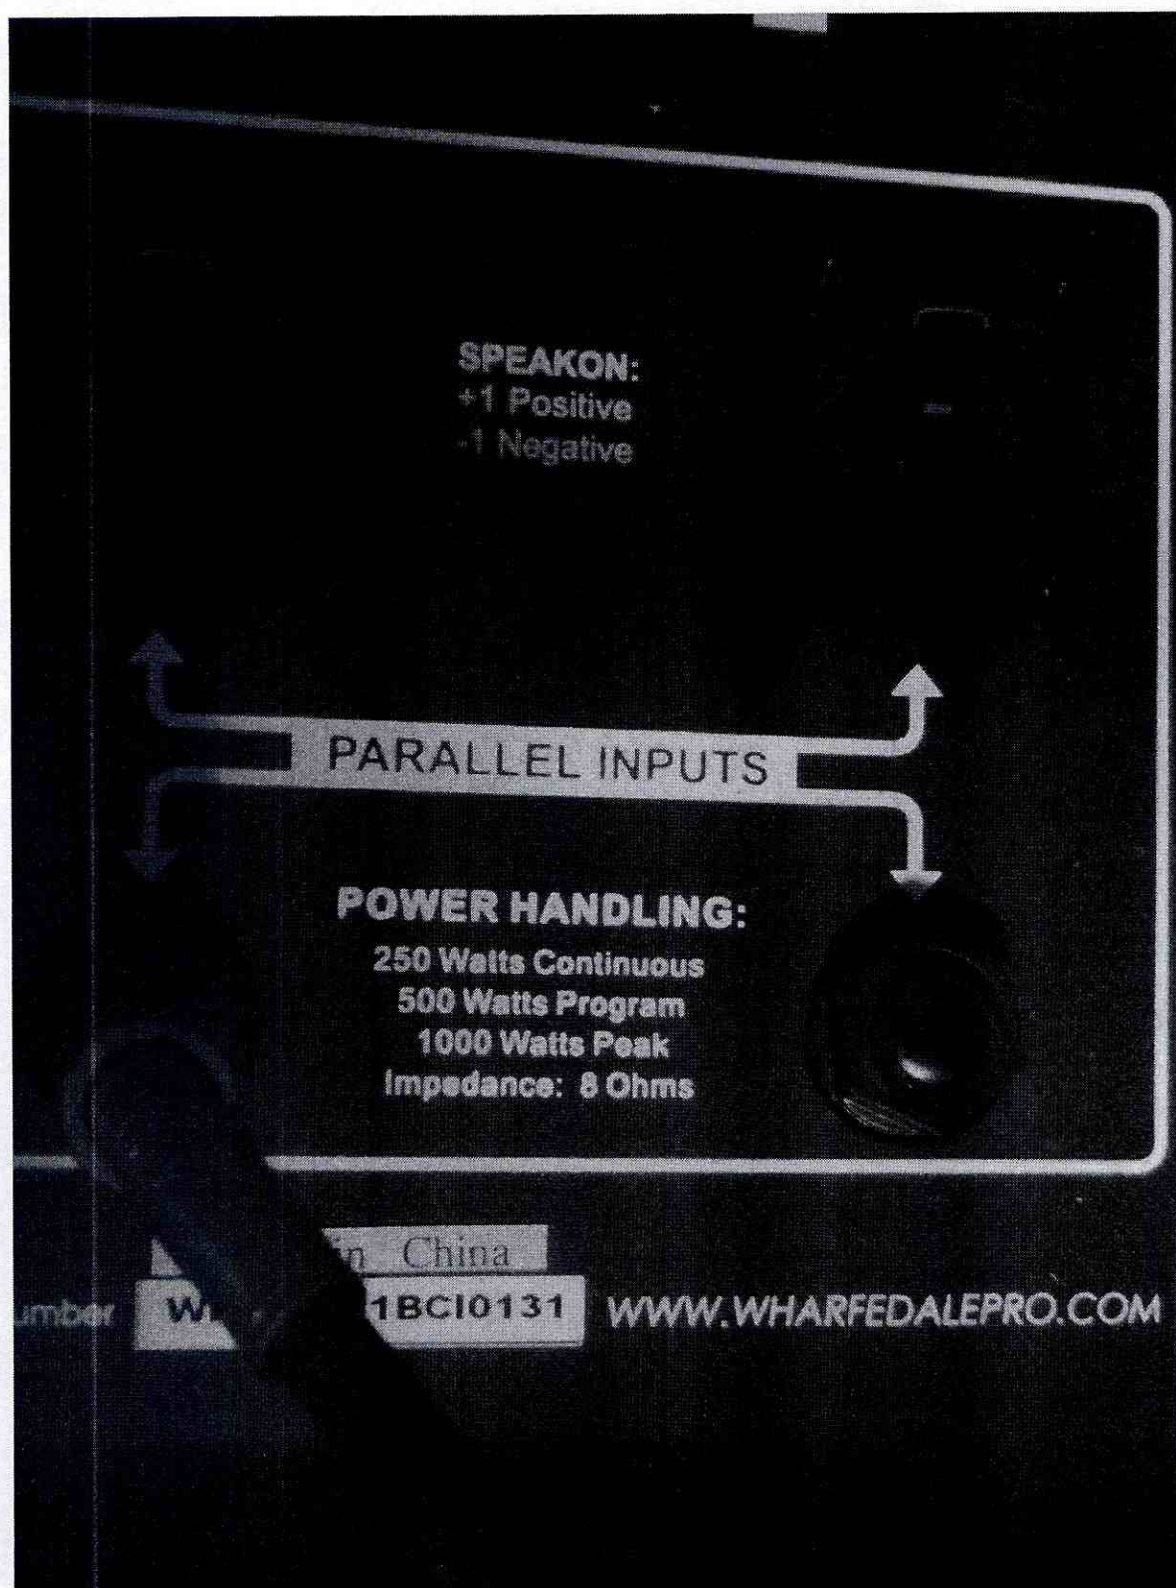 SPEAKON:
+1 Positive
-1 Negative
PARALLEL INPUTS
POWER HANDLING:
250 Watts Continuous
500 Watts Program
1000 Watts Peak
Impedance: 8 Ohms
in China
1BCI0131 WWW.WHARFEDALEPRO.COM